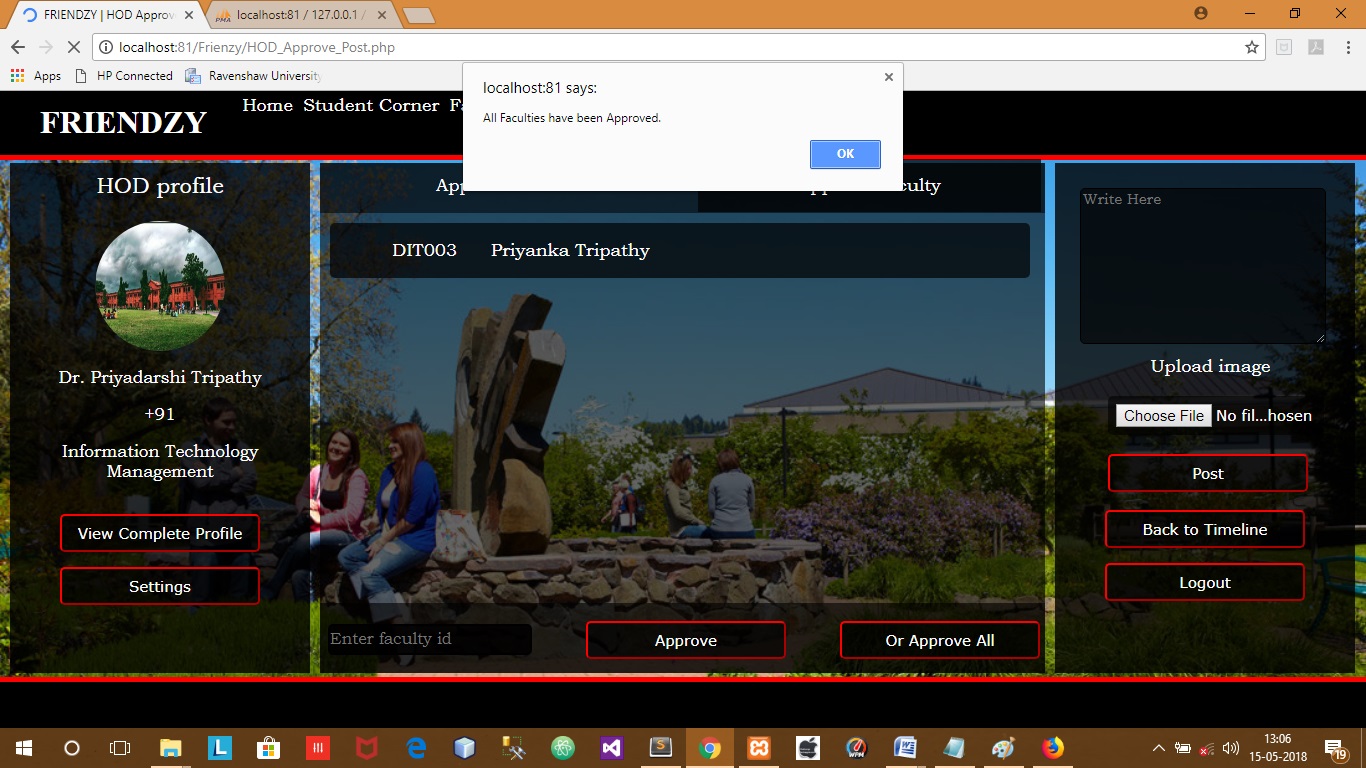 FRIENDZY | HOD Approv
localhost:81 / 127.0.0.1 /
localhost:81/Frienzy/HOD_Approve_Post.php
Apps
HP Connected
Ravenshaw University
localhost:81 says:
All Faculties have been Approved.
OK
FRIENDZY
Home Student Corner Fa
HOD profile
Dr. Priyadarshi Tripathy
+91
Information Technology
Management
View Complete Profile
Settings
App
culty
DIT003 Priyanka Tripathy
Enter faculty id
Approve
Or Approve All
Write Here
Upload image
Choose File No fil...hosen
Post
Back to Timeline
Logout
13:06
15-05-2018
19